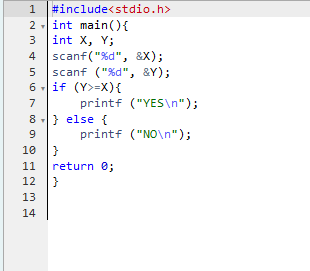 1 #include<stdio.h>
2 int main(){
3 int X, Y;
4 scanf("%d", &X);
5 scanf ("%d", &Y);
6 if (Y>=X){
7     printf ("YES\n");
8 } else {
9     printf ("NO\n");
10 }
11 return 0;
12 }
13
14